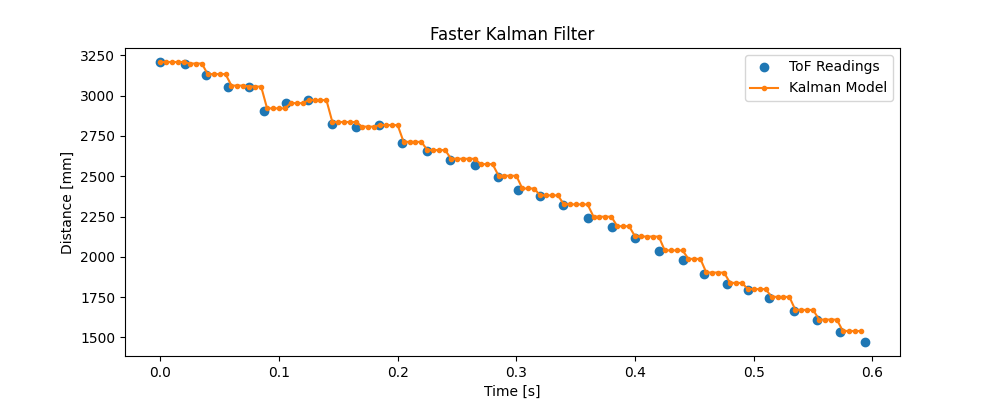 Faster Kalman Filter
ToF Readings
Kalman Model
Distance [mm]
3250
3000
2750
2500
2250
2000
1750
1500
0.0 0.1 0.2 0.3 0.4 0.5 0.6
Time [s]